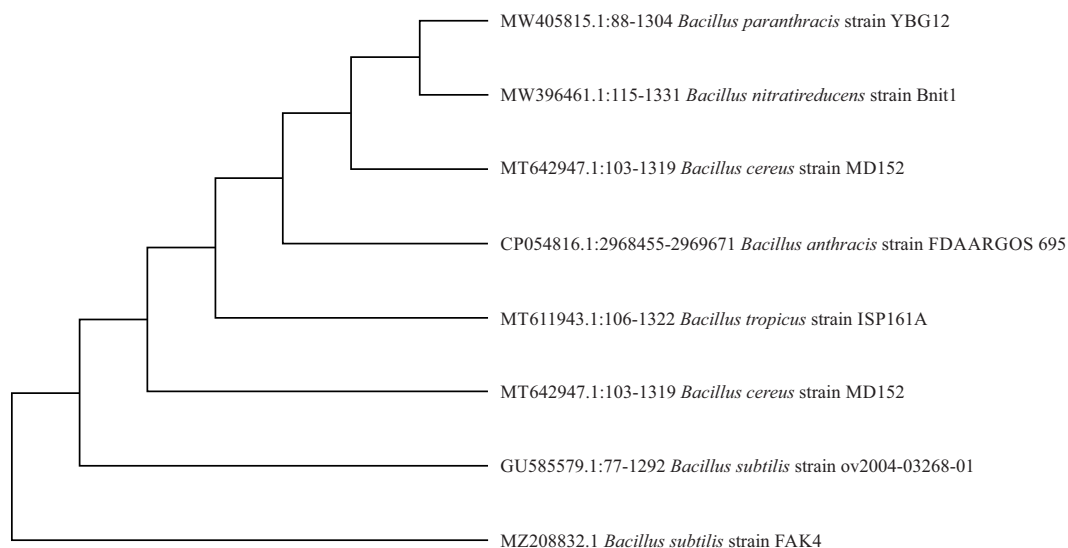 MW405815.1:88-1304 Bacillus paranthracis strain YBG12
MW396461.1:115-1331 Bacillus nitratireducens strain Bnit1
MT642947.1:103-1319 Bacillus cereus strain MD152
CP054816.1:2968455-2969671 Bacillus anthracis strain FDAARGOS 695
MT611943.1:106-1322 Bacillus tropicus strain ISP161A
MT642947.1:103-1319 Bacillus cereus strain MD152
GU585579.1:77-1292 Bacillus subtilis strain ov2004-03268-01
MZ208832.1 Bacillus subtilis strain FAK4